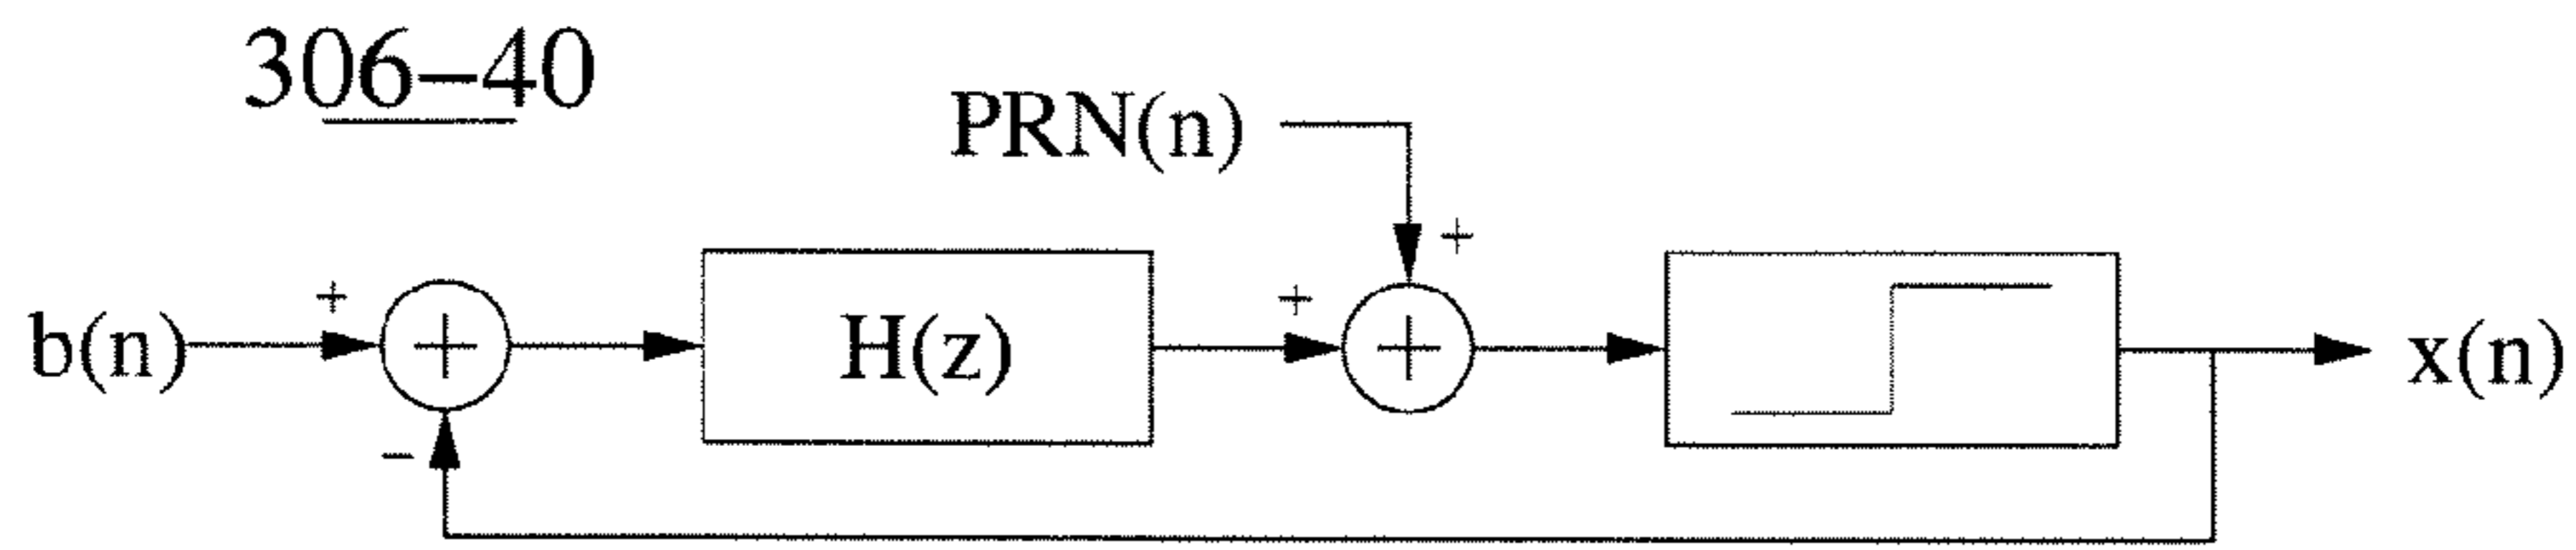 306–40
PRN(n)
+
+
+
b(n)
+
H(z)
+
x(n)
−